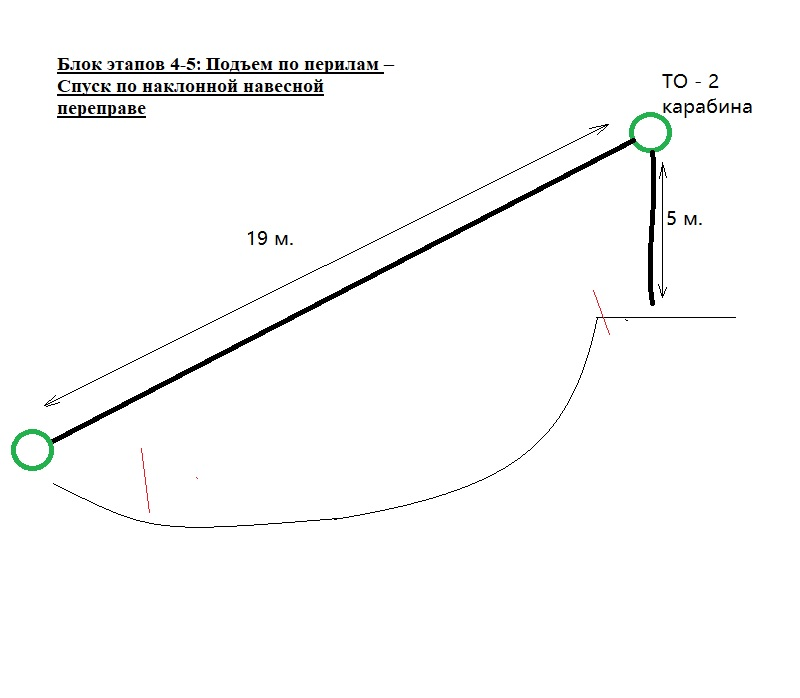 Блок этапов 4-5: Подъем по перилам –
Спуск по наклонной навесной
переправе
ТО - 2
карабина
19 м.
5 м.